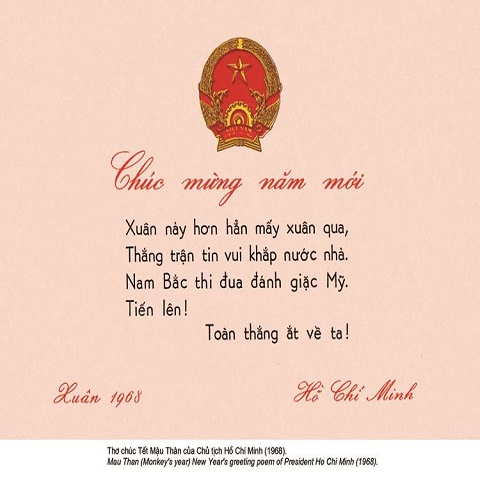 VIỆT NAM
Chúc mừng năm mới
Xuân này hơn hẳn mấy xuân qua,
Thắng trận tin vui khắp nước nhà.
Nam Bắc thi đua đánh giặc Mỹ.
Tiến lên!
Toàn thắng ắt về ta!
Xuân 1968
Hồ Chí Minh
Thơ chúc Tết Mậu Thân của Chủ tịch Hồ Chí Minh (1968).
Mau Than (Monkey's year) New Year's greeting poem of President Ho Chi Minh (1968).